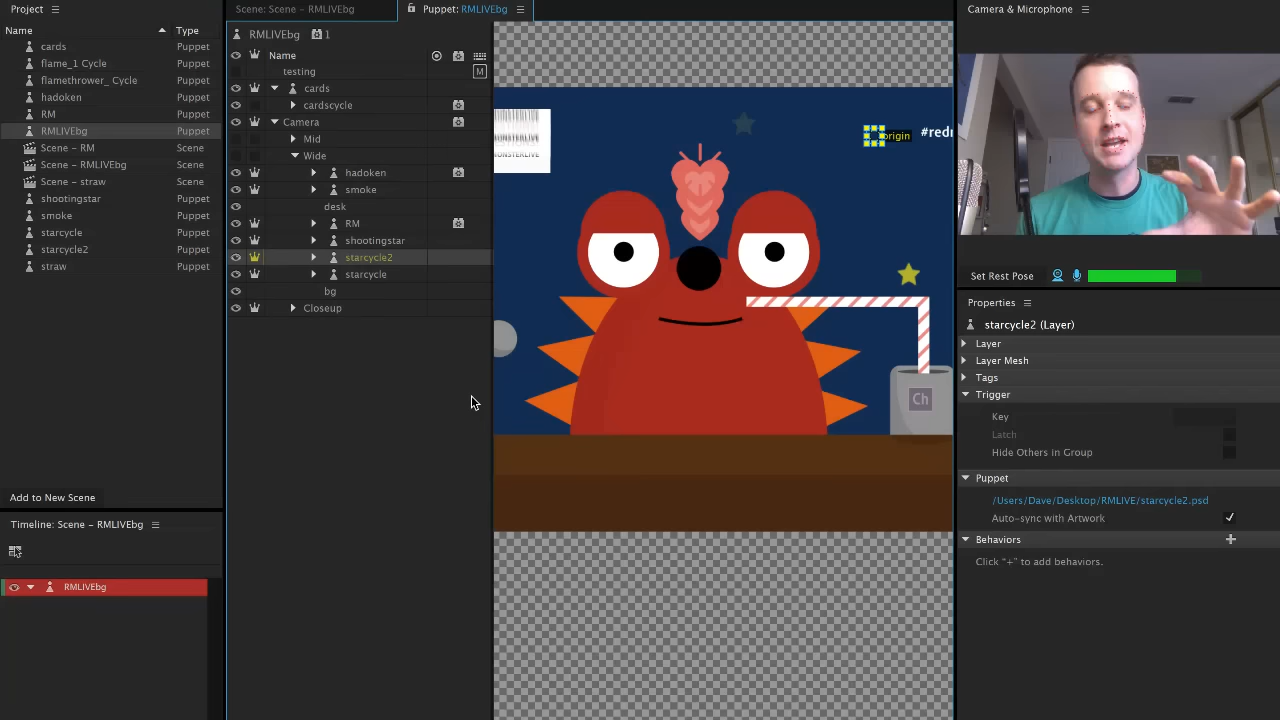 Project
Name Type
cards Puppet
flame_1 Cycle Puppet
flamethrower_ Cycle Puppet
hadoken Puppet
RM Puppet
RMLIVEbg Puppet
Scene – RM Scene
Scene – RMLIVEbg Scene
Scene – straw Scene
shootingstar Puppet
smoke Puppet
starcycle Puppet
starcycle2 Puppet
straw Puppet
Add to New Scene
Timeline: Scene – RMLIVEbg
RMLIVEbg
Scene: Scene – RMLIVEbg
Puppet: RMLIVEbg
RMLIVEbg 1
Name
testing M
cards
cardscycle
Camera
Mid
Wide
hadoken
smoke
desk
RM
shootingstar
starcycle2
starcycle
bg
Closeup
origin
Ch
Camera & Microphone
Set Rest Pose
Properties
starcycle2 (Layer)
Layer
Layer Mesh
Tags
Trigger
Key
Latch
Hide Others in Group
Puppet
/Users/Dave/Desktop/RMLIVE/starcycle2.psd
Auto-sync with Artwork
Behaviors
Click "+" to add behaviors.